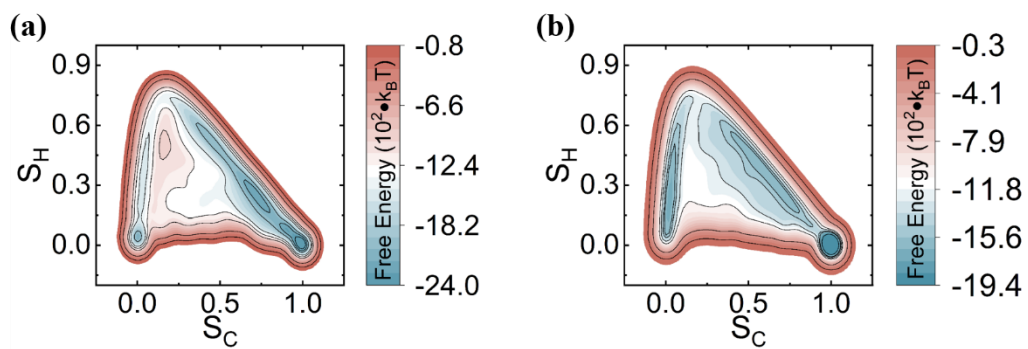 (a)
0.9
0.6
0.3
0.0
S_H
0.0 0.5 1.0
S_C
-0.8
-6.6
-12.4
-18.2
-24.0
Free Energy (10²•k_BT)
(b)
0.9
0.6
0.3
0.0
S_H
0.0 0.5 1.0
S_C
-0.3
-4.1
-7.9
-11.8
-15.6
-19.4
Free Energy (10²•k_BT)